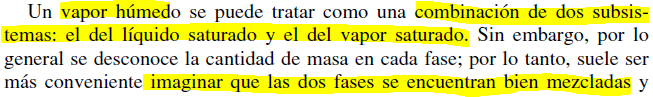 Un vapor húmedo se puede tratar como una combinación de dos subsis-
temas: el del líquido saturado y el del vapor saturado. Sin embargo, por lo
general se desconoce la cantidad de masa en cada fase; por lo tanto, suele ser
más conveniente imaginar que las dos fases se encuentran bien mezcladas y